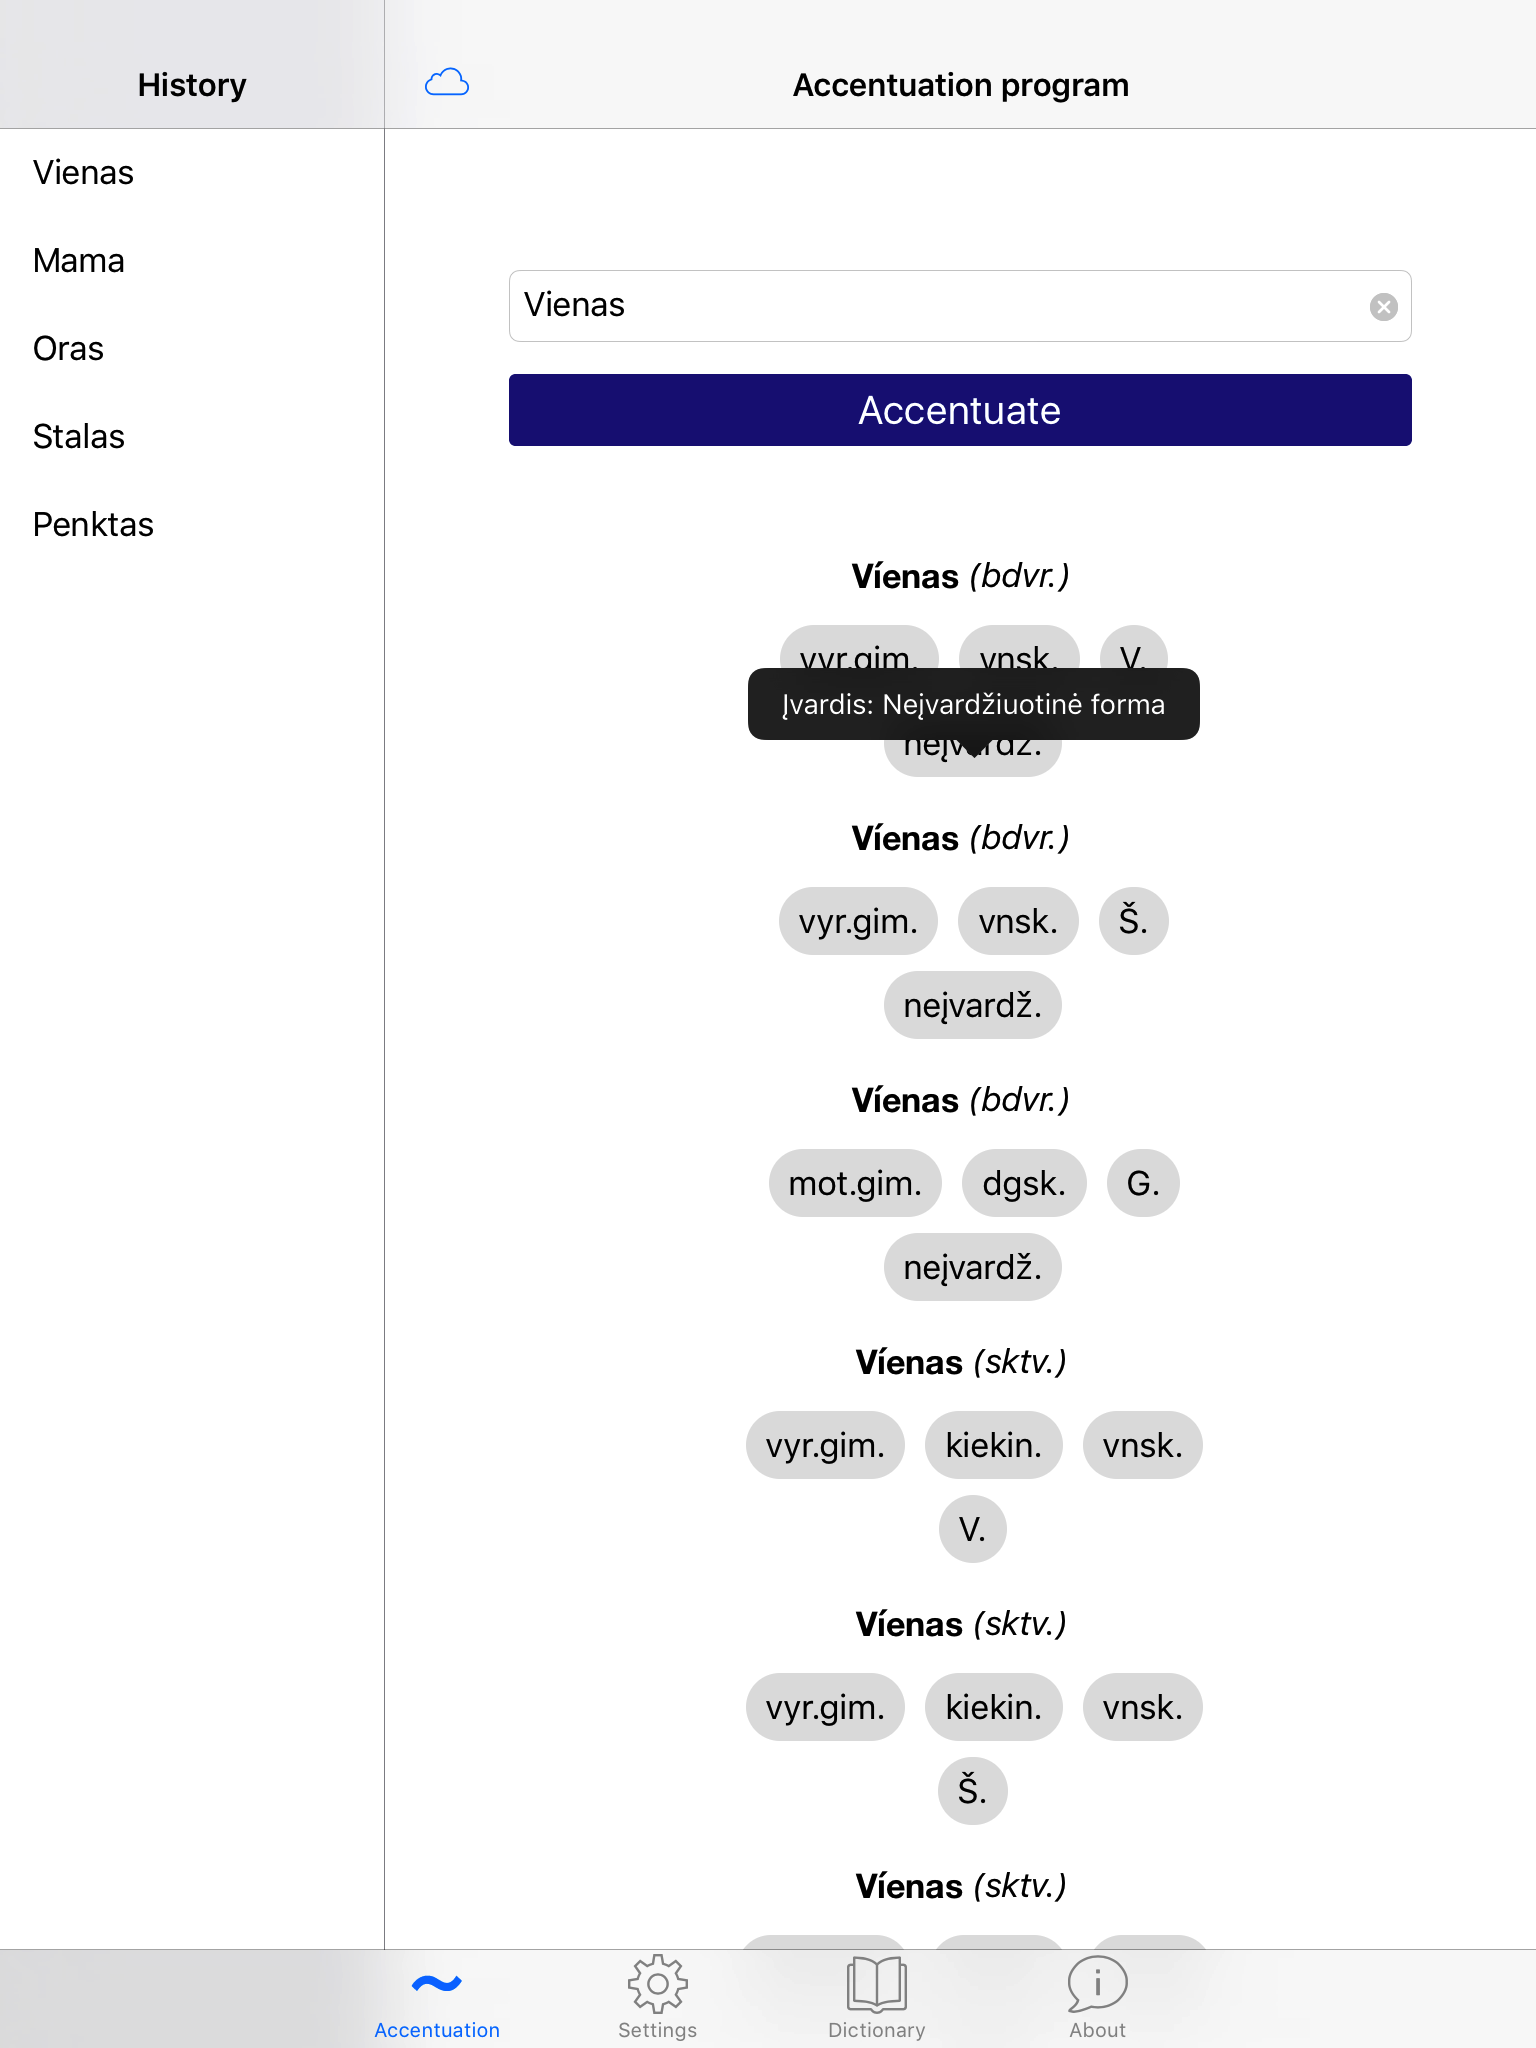 History
Accentuation program
Vienas
Mama
Oras
Stalas
Penktas
Vienas
Accentuate
Víenas (bdvr.)
vyr.gim. vnsk. V.
Įvardis: Neįvardžiuotinė forma
neįvardž.
Víenas (bdvr.)
vyr.gim. vnsk. Š.
neįvardž.
Víenas (bdvr.)
mot.gim. dgsk. G.
neįvardž.
Víenas (sktv.)
vyr.gim. kiekin. vnsk.
V.
Víenas (sktv.)
vyr.gim. kiekin. vnsk.
Š.
Víenas (sktv.)
Accentuation Settings Dictionary About